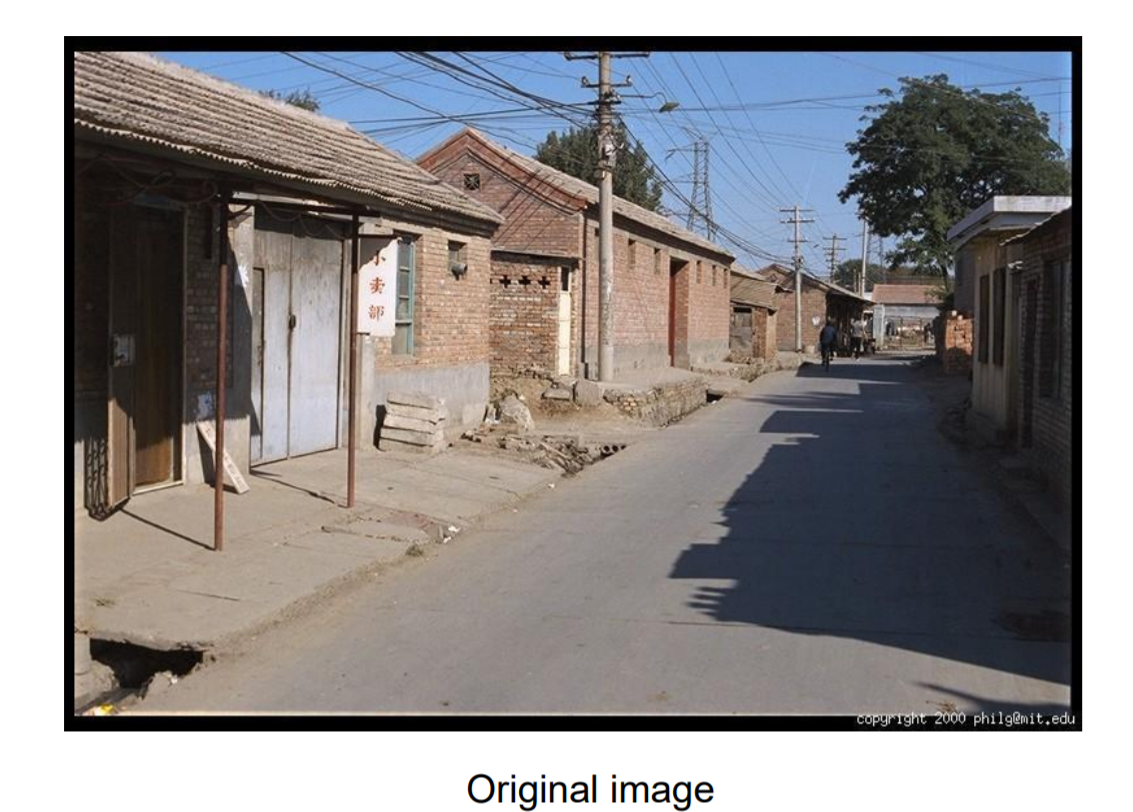 小
卖
部
copyright 2000 philg@mit.edu
Original image